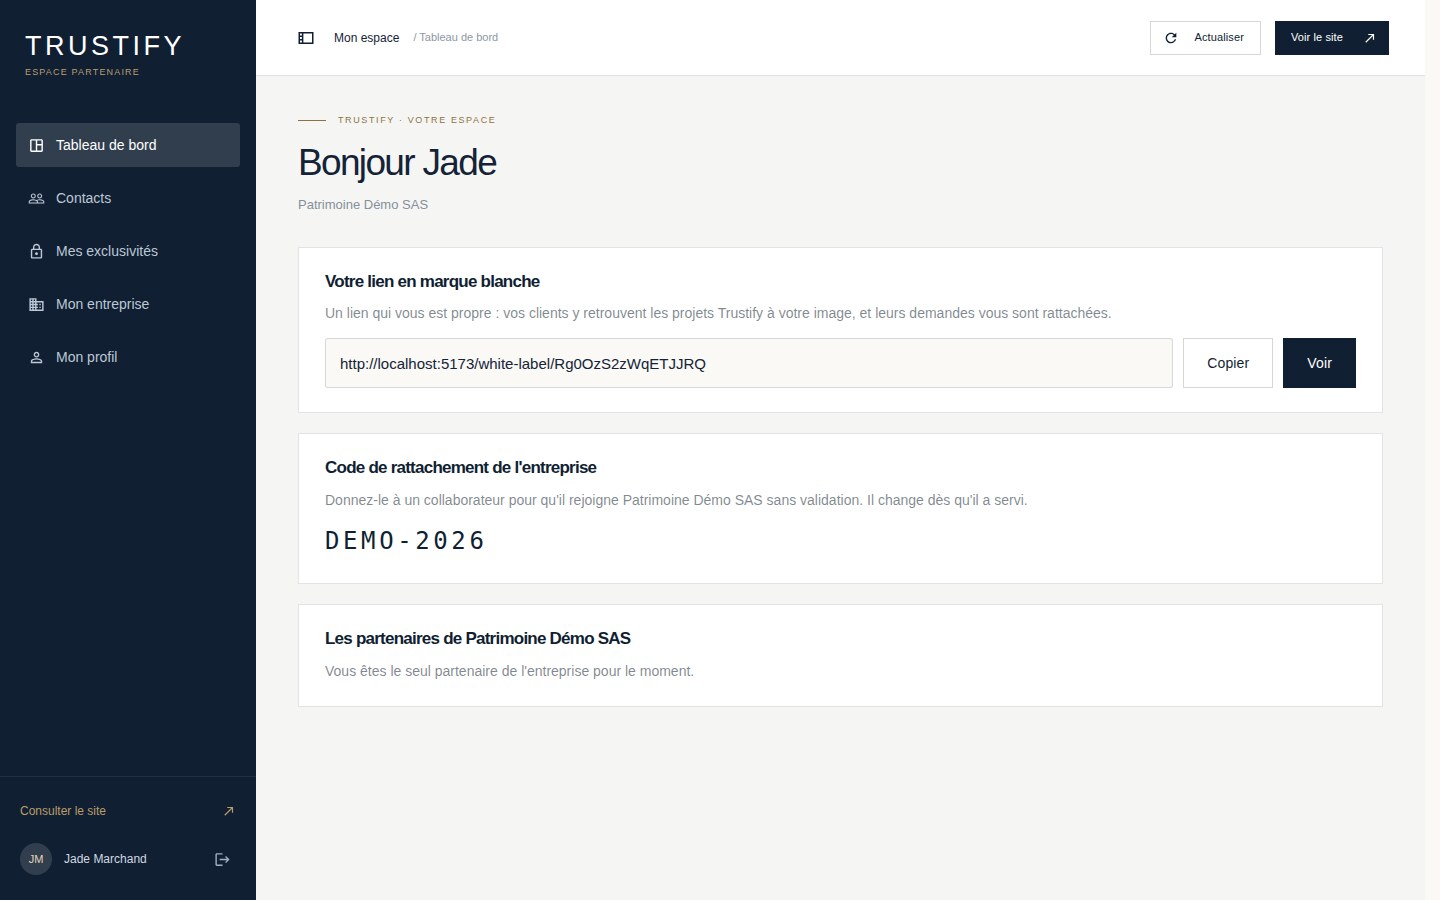 TRUSTIFY
ESPACE PARTENAIRE
Tableau de bord
Contacts
Mes exclusivités
Mon entreprise
Mon profil
Consulter le site
JM
Jade Marchand
Mon espace / Tableau de bord
Actualiser
Voir le site
TRUSTIFY · VOTRE ESPACE
Bonjour Jade
Patrimoine Démo SAS
Votre lien en marque blanche
Un lien qui vous est propre : vos clients y retrouvent les projets Trustify à votre image, et leurs demandes vous sont rattachées.
http://localhost:5173/white-label/Rg0OzS2zWqETJJRQ
Copier
Voir
Code de rattachement de l'entreprise
Donnez-le à un collaborateur pour qu'il rejoigne Patrimoine Démo SAS sans validation. Il change dès qu'il a servi.
DEMO-2026
Les partenaires de Patrimoine Démo SAS
Vous êtes le seul partenaire de l'entreprise pour le moment.